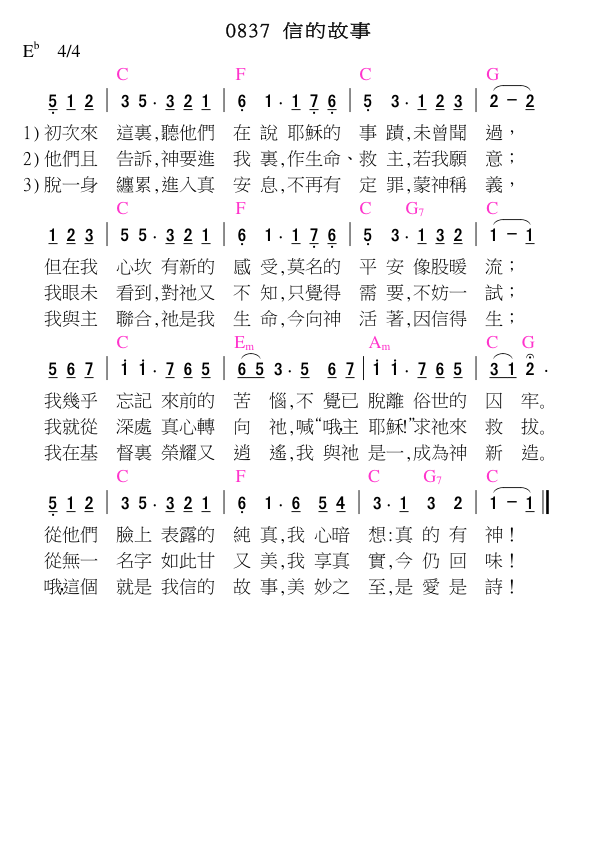 0837 信的故事
E♭ 4/4
C F C G
5 1 2 | 3 5 · 3 2 1 | 6 1 · 1 7 6 | 5 3 · 1 2 3 | 2 – 2
1) 初次來 這裏,聽他們 在 說 耶穌的 事 蹟,未曾聞 過，
2) 他們且 告訴,神要進 我 裏,作生命、救 主,若我願 意；
3) 脫一身 纏累,進入真 安 息,不再有 定 罪,蒙神稱 義，
C F C G7 C
1 2 3 | 5 5 · 3 2 1 | 6 1 · 1 7 6 | 5 3 · 1 3 2 | 1 – 1
但在我 心坎 有新的 感 受,莫名的 平 安 像股暖 流；
我眼未 看到,對祂又 不 知,只覺得 需 要,不妨一 試；
我與主 聯合,祂是我 生 命,今向神 活 著,因信得 生；
C Em Am C G
5 6 7 | 1 1 · 7 6 5 | 6 5 3 · 5 6 7 | 1 1 · 7 6 5 | 3 1 2 ·
我幾乎 忘記 來前的 苦 惱,不 覺已 脫離 俗世的 囚 牢。
我就從 深處 真心轉 向 祂,喊“哦主 耶穌!”求祂來 救 拔。
我在基 督裏 榮耀又 逍 遙,我 與祂 是一,成為神 新 造。
C F C G7 C
5 1 2 | 3 5 · 3 2 1 | 6 1 · 6 5 4 | 3 · 1 3 2 | 1 – 1
從他們 臉上 表露的 純 真,我 心暗 想:真 的 有 神！
從無一 名字 如此甘 又 美,我 享真 實,今 仍 回 味！
哦這個 就是 我信的 故 事,美 妙之 至,是 愛 是 詩！